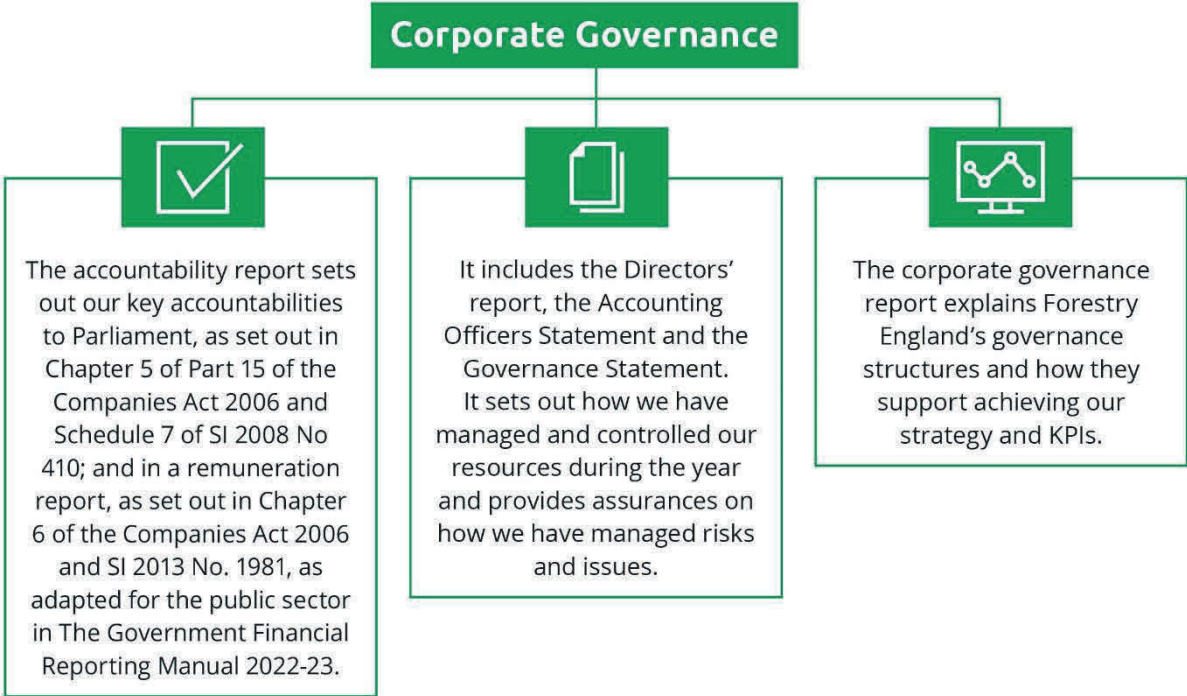 Corporate Governance
The accountability report sets
out our key accountabilities
to Parliament, as set out in
Chapter 5 of Part 15 of the
Companies Act 2006 and
Schedule 7 of SI 2008 No
410; and in a remuneration
report, as set out in Chapter
6 of the Companies Act 2006
and SI 2013 No. 1981, as
adapted for the public sector
in The Government Financial
Reporting Manual 2022-23.
It includes the Directors’
report, the Accounting
Officers Statement and the
Governance Statement.
It sets out how we have
managed and controlled our
resources during the year
and provides assurances on
how we have managed risks
and issues.
The corporate governance
report explains Forestry
England’s governance
structures and how they
support achieving our
strategy and KPIs.